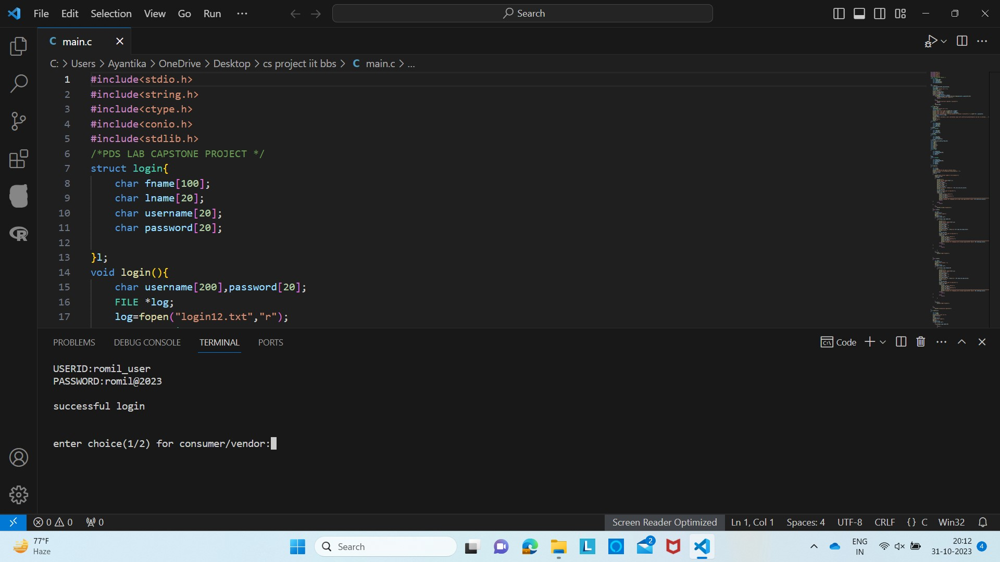 File Edit Selection View Go Run ...
Search
main.c
C: > Users > Ayantika > OneDrive > Desktop > cs project iit bbs > C main.c > ...
1 #include<stdio.h>
2 #include<string.h>
3 #include<ctype.h>
4 #include<conio.h>
5 #include<stdlib.h>
6 /*PDS LAB CAPSTONE PROJECT */
7 struct login{
8 char fname[100];
9 char lname[20];
10 char username[20];
11 char password[20];
12
13 }l;
14 void login(){
15 char username[200],password[20];
16 FILE *log;
17 log=fopen("login12.txt","r");
PROBLEMS DEBUG CONSOLE TERMINAL PORTS
Code
USERID:romil_user
PASSWORD:romil@2023
successful login
enter choice(1/2) for consumer/vendor:
0 0 0
Screen Reader Optimized Ln 1, Col 1 Spaces: 4 UTF-8 CRLF {} C Win32
77°F
Haze
Search
2
ENG
IN
20:12
31-10-2023
4